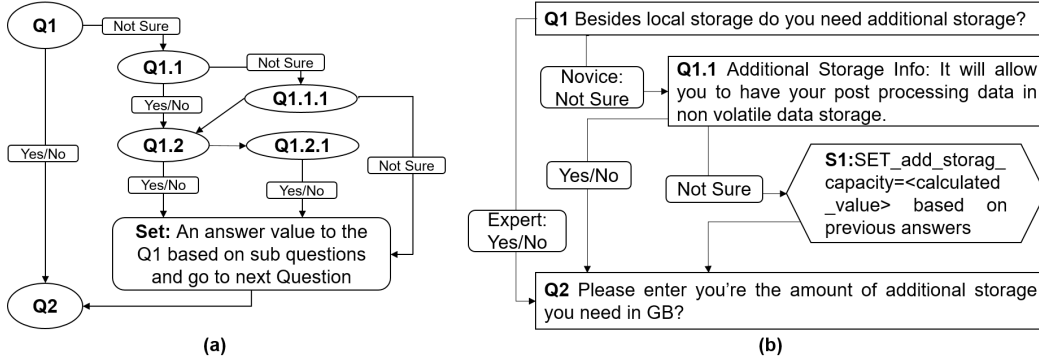 Q1
Not Sure
Q1.1
Not Sure
Yes/No
Q1.1.1
Q1.2
Q1.2.1
Yes/No
Not Sure
Yes/No
Yes/No
Set: An answer value to the
Q1 based on sub questions
and go to next Question
Q2
(a)
Q1 Besides local storage do you need additional storage?
Novice:
Not Sure
Q1.1 Additional Storage Info: It will allow
you to have your post processing data in
non volatile data storage.
Yes/No
Not Sure
S1:SET_add_storag_
capacity=<calculated
_value> based on
previous answers
Expert:
Yes/No
Q2 Please enter you're the amount of additional storage
you need in GB?
(b)